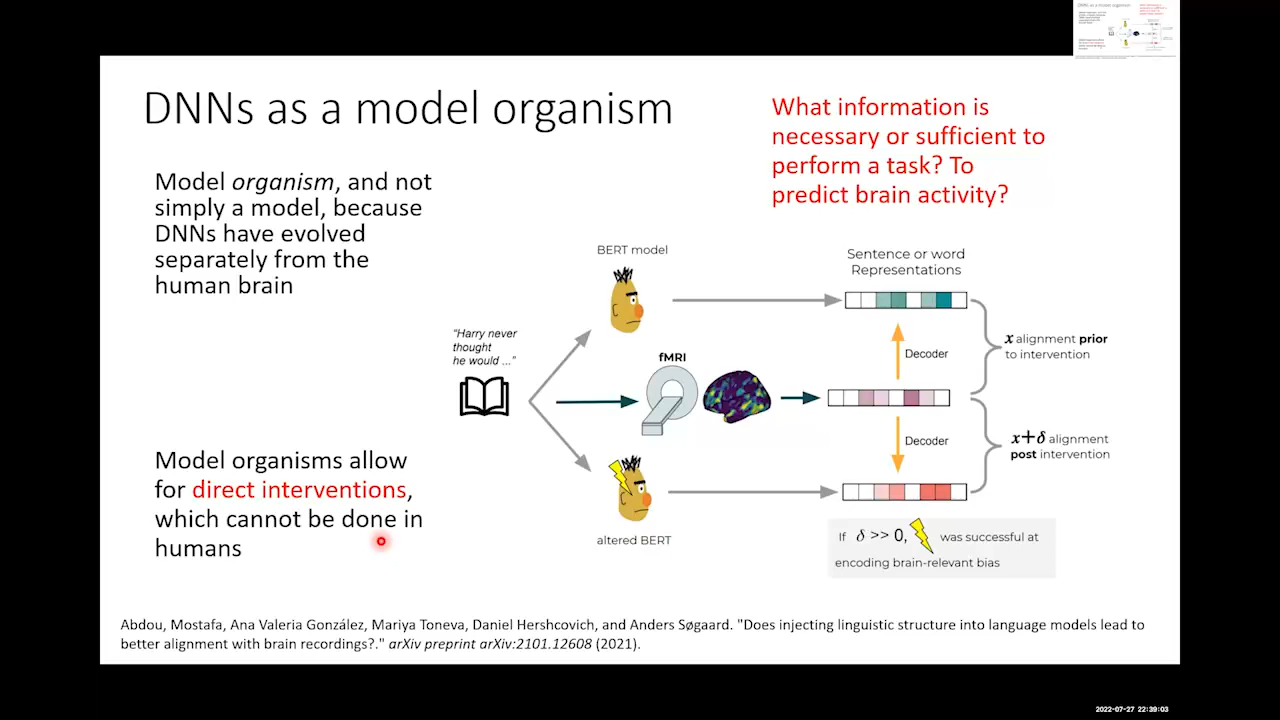 DNNs as a model organism
What information is
necessary or sufficient to
perform a task? To
predict brain activity?
Model organism, and not
simply a model, because
DNNs have evolved
separately from the
human brain
BERT model
Sentence or word
Representations
"Harry never
thought
he would ..."
fMRI
Decoder
x alignment prior
to intervention
Decoder
x+δ alignment
post intervention
altered BERT
If δ >> 0, was successful at
encoding brain-relevant bias
Model organisms allow
for direct interventions,
which cannot be done in
humans
Abdou, Mostafa, Ana Valeria González, Mariya Toneva, Daniel Hershcovich, and Anders Søgaard. "Does injecting linguistic structure into language models lead to
better alignment with brain recordings?." arXiv preprint arXiv:2101.12608 (2021).
2022-07-27 22:39:03